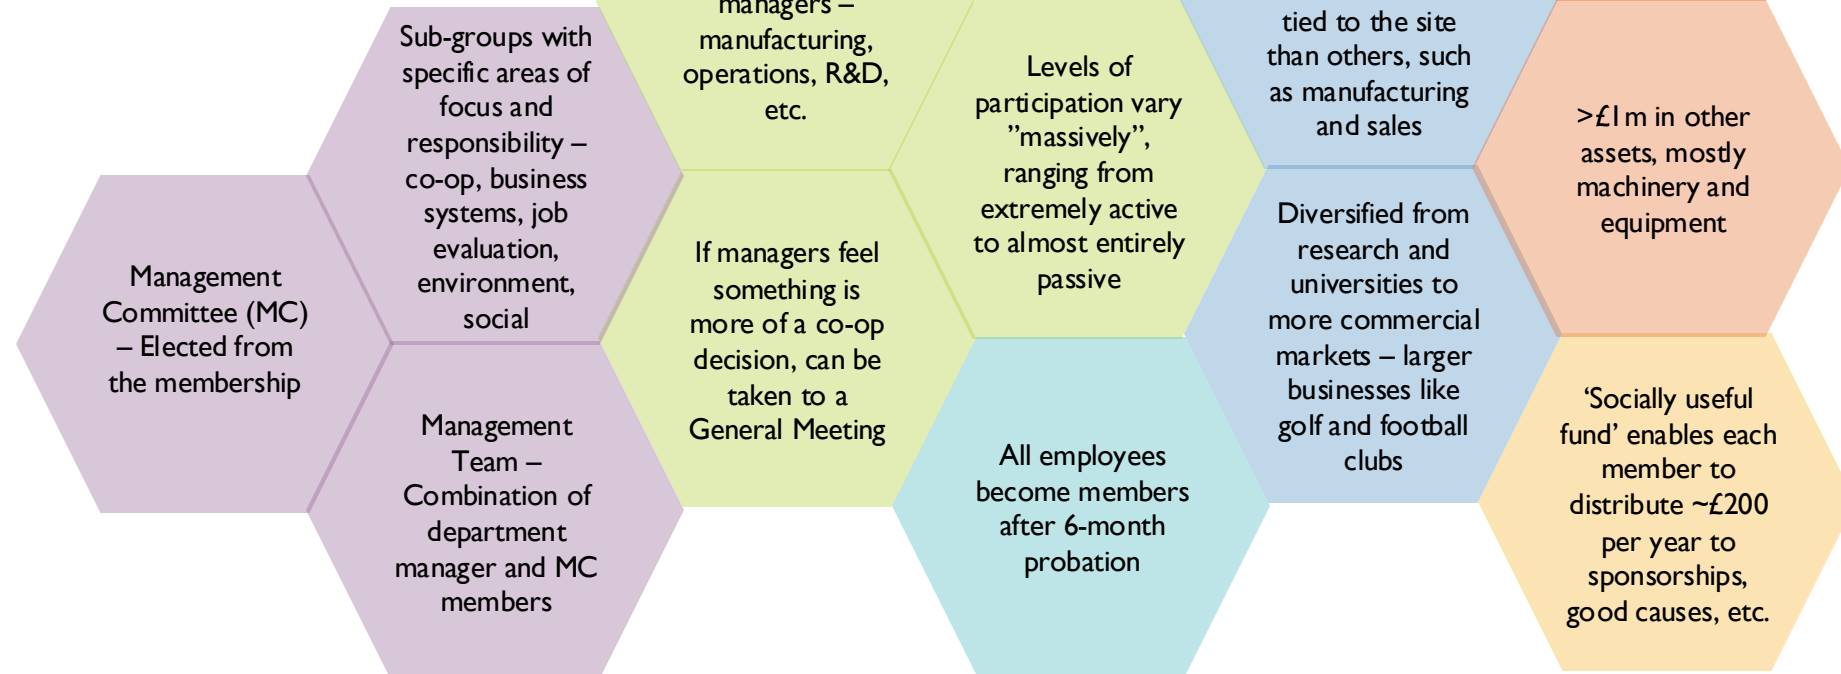 Management
Committee (MC)
– Elected from
the membership
Sub-groups with
specific areas of
focus and
responsibility –
co-op, business
systems, job
evaluation,
environment,
social
Management
Team –
Combination of
department
manager and MC
members
managers –
manufacturing,
operations, R&D,
etc.
If managers feel
something is
more of a co-op
decision, can be
taken to a
General Meeting
Levels of
participation vary
”massively”,
ranging from
extremely active
to almost entirely
passive
All employees
become members
after 6-month
probation
tied to the site
than others, such
as manufacturing
and sales
Diversified from
research and
universities to
more commercial
markets – larger
businesses like
golf and football
clubs
>£1m in other
assets, mostly
machinery and
equipment
‘Socially useful
fund’ enables each
member to
distribute ~£200
per year to
sponsorships,
good causes, etc.